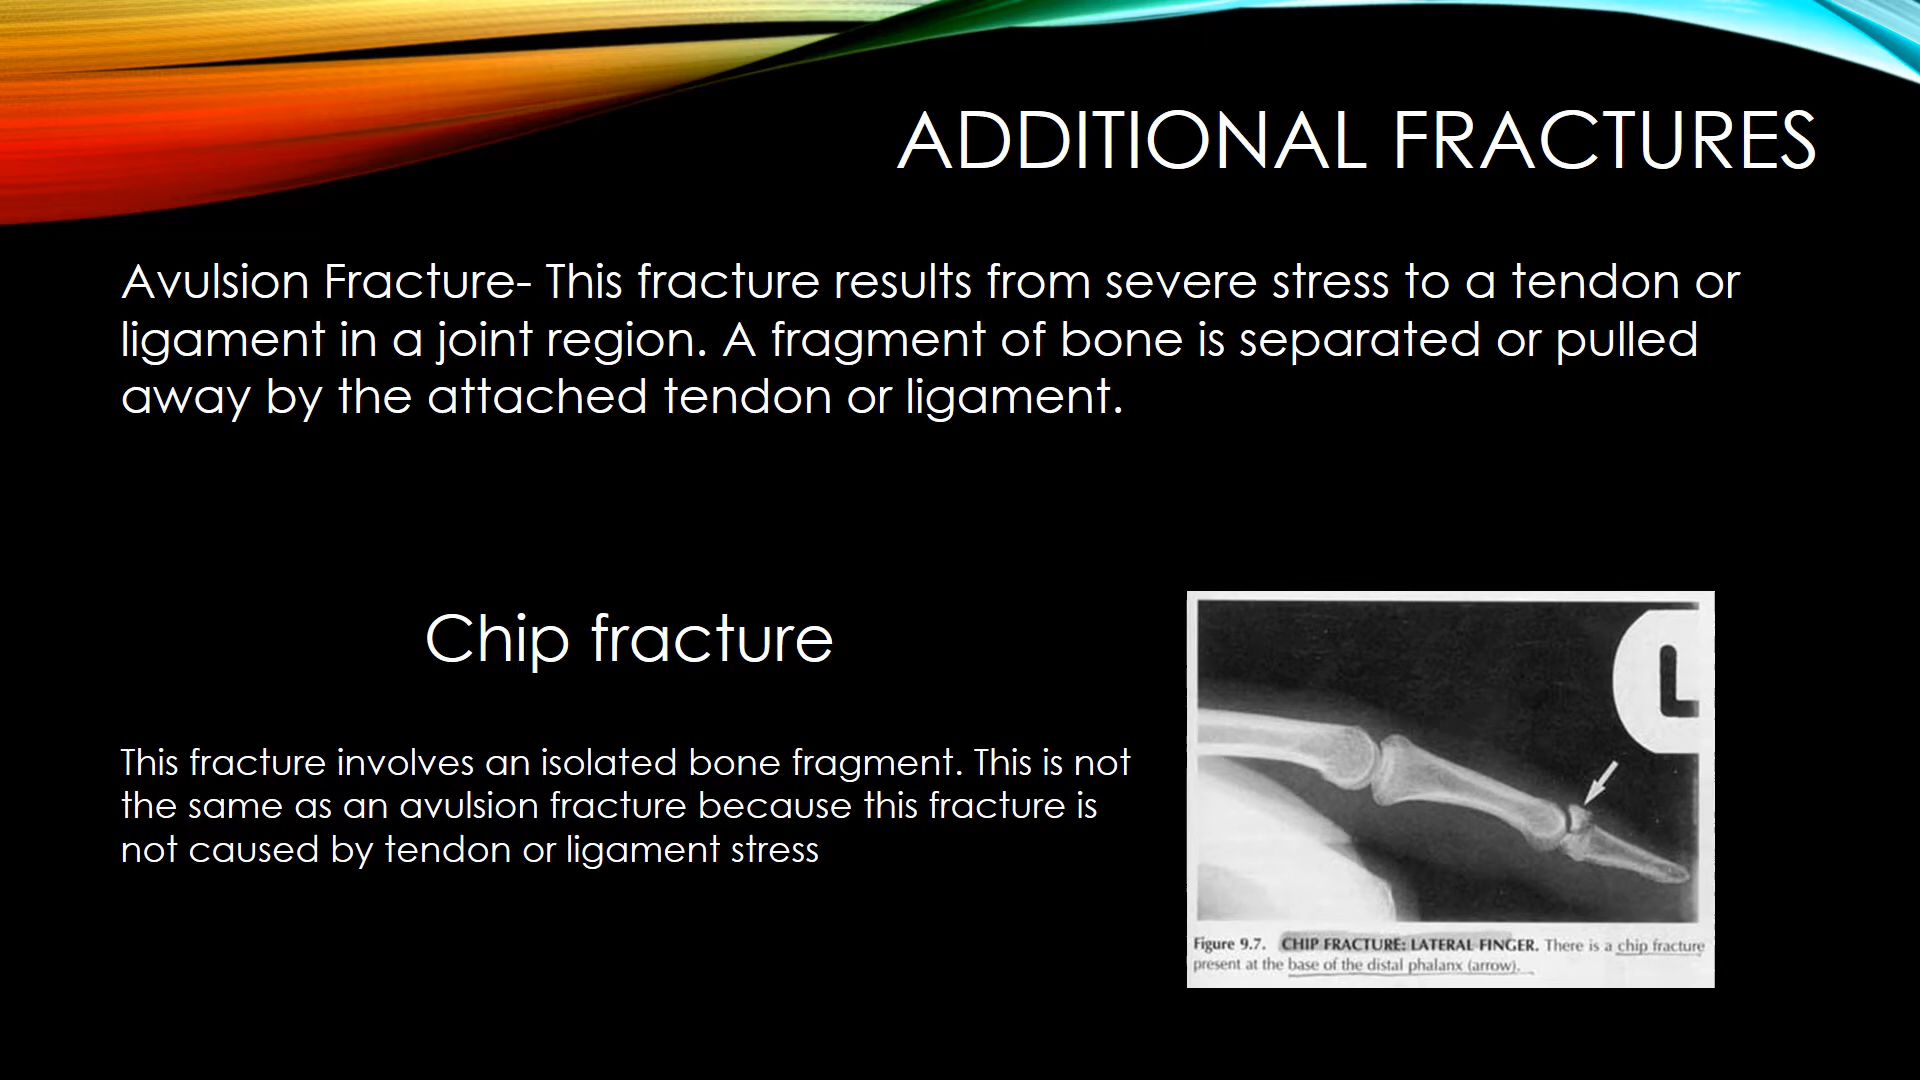 ADDITIONAL FRACTURES
Avulsion Fracture- This fracture results from severe stress to a tendon or
ligament in a joint region. A fragment of bone is separated or pulled
away by the attached tendon or ligament.
Chip fracture
This fracture involves an isolated bone fragment. This is not
the same as an avulsion fracture because this fracture is
not caused by tendon or ligament stress
L
Figure 9.7. CHIP FRACTURE: LATERAL FINGER. There is a chip fracture
present at the base of the distal phalanx (arrow).